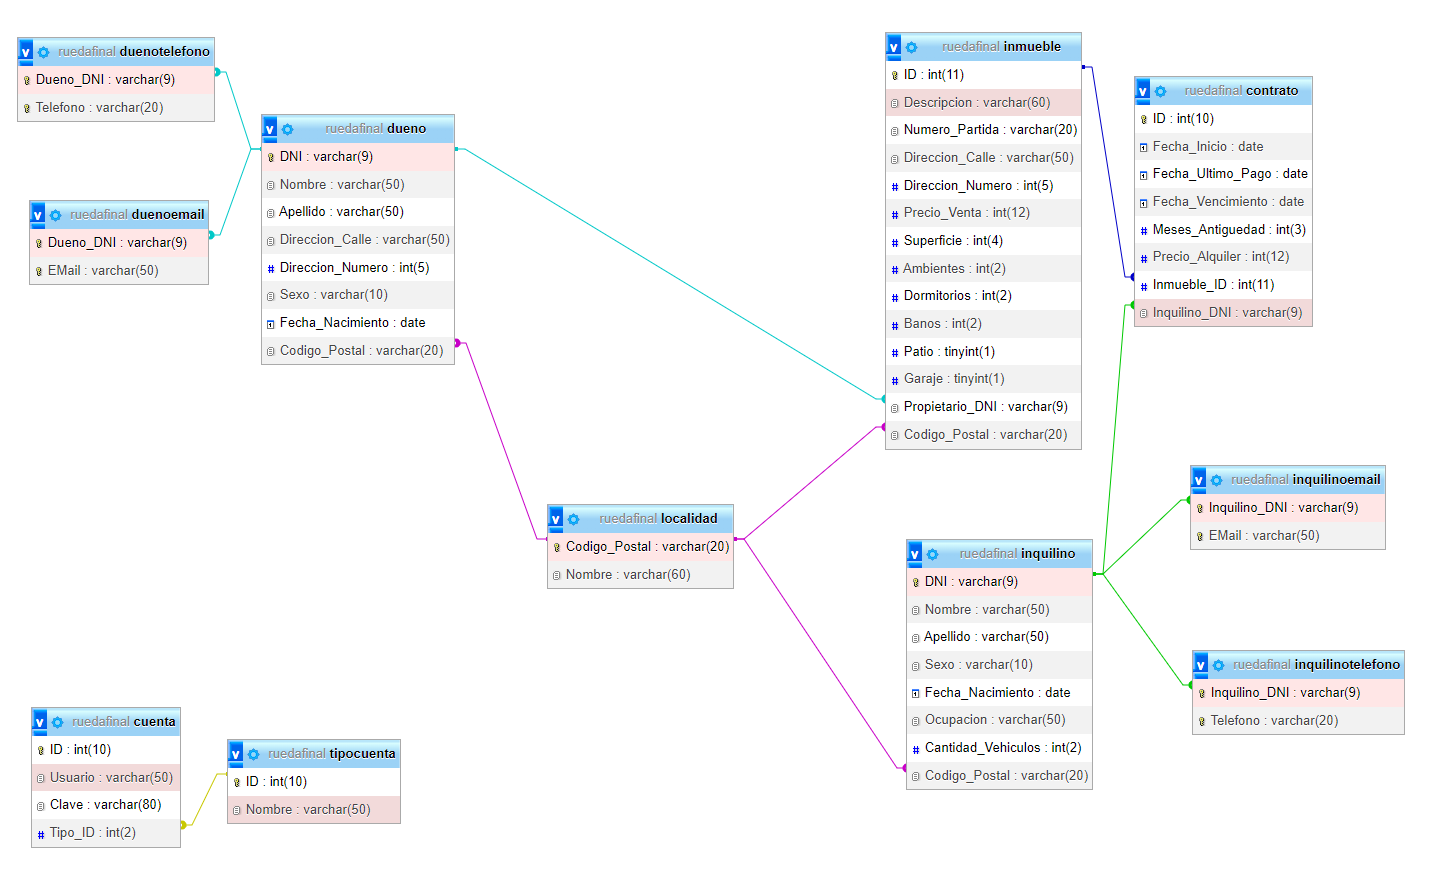 ruedafinal duenotelefono
Dueno_DNI : varchar(9)
Telefono : varchar(20)
ruedafinal duenoemail
Dueno_DNI : varchar(9)
EMail : varchar(50)
ruedafinal dueno
DNI : varchar(9)
Nombre : varchar(50)
Apellido : varchar(50)
Direccion_Calle : varchar(50)
Direccion_Numero : int(5)
Sexo : varchar(10)
Fecha_Nacimiento : date
Codigo_Postal : varchar(20)
ruedafinal inmueble
ID : int(11)
Descripcion : varchar(60)
Numero_Partida : varchar(20)
Direccion_Calle : varchar(50)
Direccion_Numero : int(5)
Precio_Venta : int(12)
Superficie : int(4)
Ambientes : int(2)
Dormitorios : int(2)
Banos : int(2)
Patio : tinyint(1)
Garaje : tinyint(1)
Propietario_DNI : varchar(9)
Codigo_Postal : varchar(20)
ruedafinal contrato
ID : int(10)
Fecha_Inicio : date
Fecha_Ultimo_Pago : date
Fecha_Vencimiento : date
Meses_Antiguedad : int(3)
Precio_Alquiler : int(12)
Inmueble_ID : int(11)
Inquilino_DNI : varchar(9)
ruedafinal localidad
Codigo_Postal : varchar(20)
Nombre : varchar(60)
ruedafinal inquilino
DNI : varchar(9)
Nombre : varchar(50)
Apellido : varchar(50)
Sexo : varchar(10)
Fecha_Nacimiento : date
Ocupacion : varchar(50)
Cantidad_Vehiculos : int(2)
Codigo_Postal : varchar(20)
ruedafinal inquilinoemail
Inquilino_DNI : varchar(9)
EMail : varchar(50)
ruedafinal inquilinotelefono
Inquilino_DNI : varchar(9)
Telefono : varchar(20)
ruedafinal cuenta
ID : int(10)
Usuario : varchar(50)
Clave : varchar(80)
Tipo_ID : int(2)
ruedafinal tipocuenta
ID : int(10)
Nombre : varchar(50)